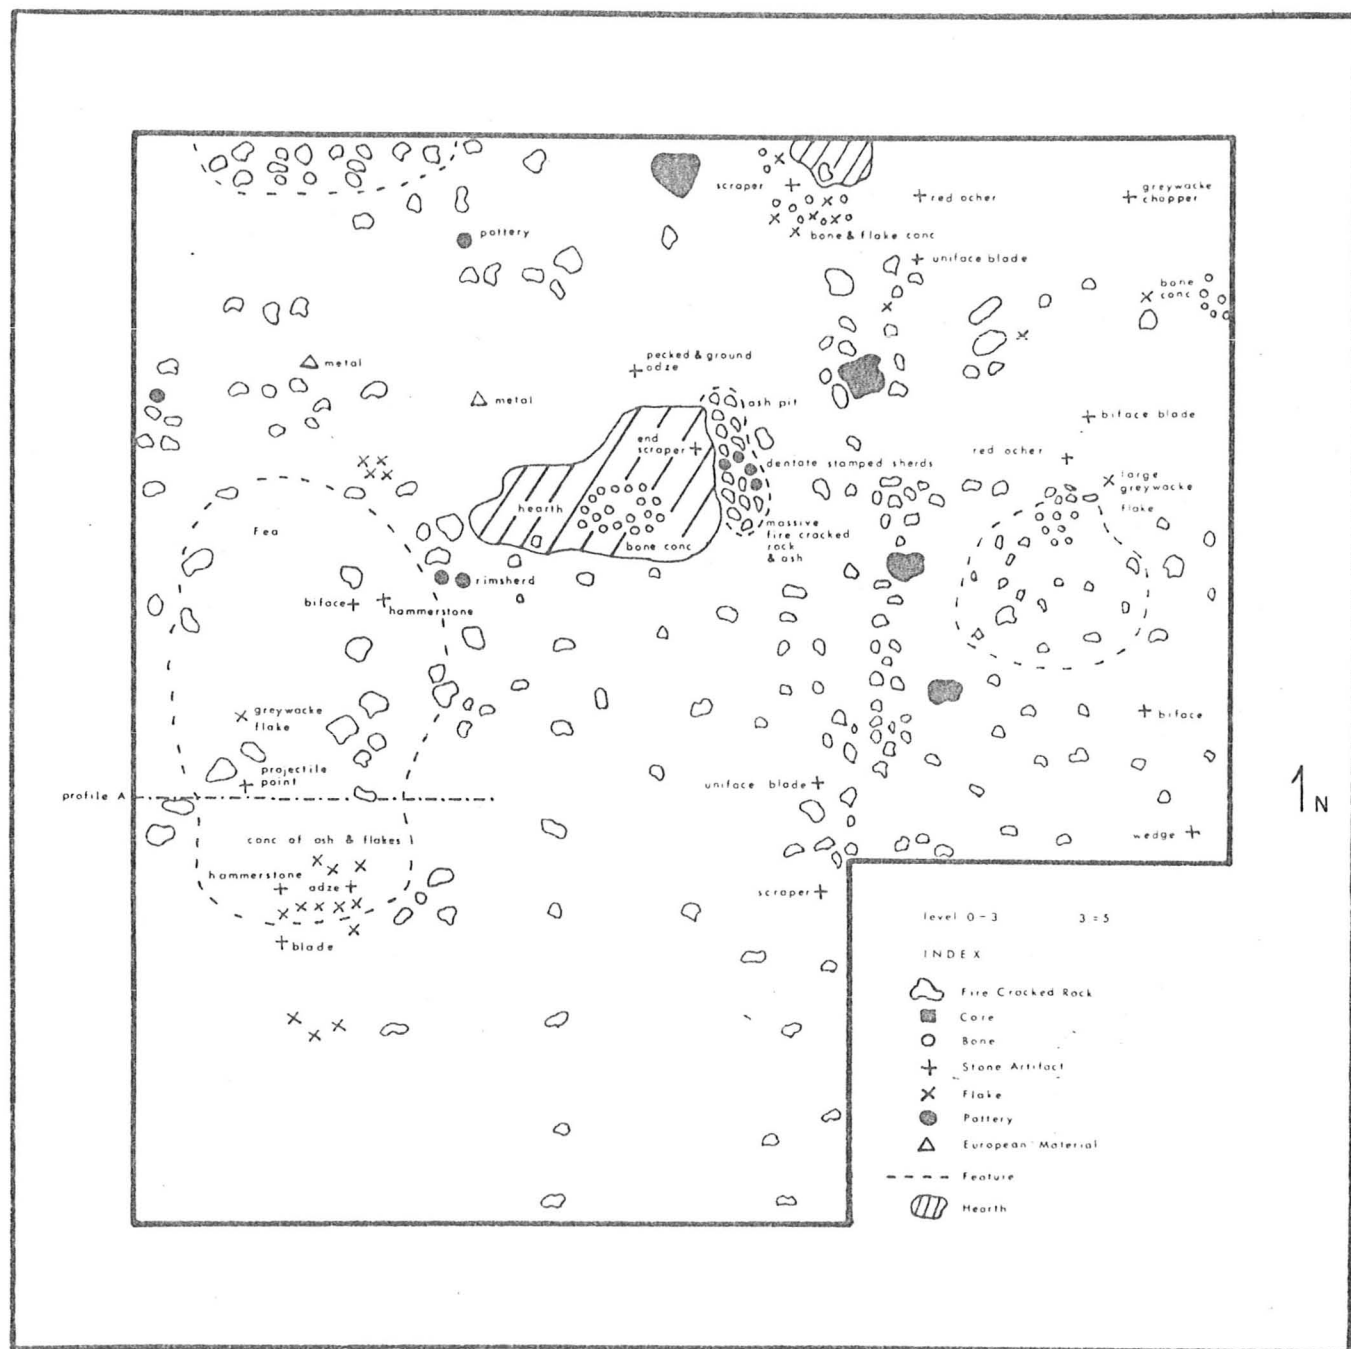 scraper
red ocher
greywacke
chopper
pottery
bone & flake conc
uniface blade
bone
conc
metal
pecked & ground
adze
metal
ash pit
biface blade
end
scraper
red ocher
dentate stamped sherds
large
greywacke
flake
hearth
massive
fire cracked
rock
& ash
Fea
bone conc
rimsherd
biface
hammerstone
greywacke
flake
biface
projectile
point
uniface blade
profile A
N
wedge
conc of ash & flakes
hammerstone
adze
scraper
blade
level 0-3 3=5
INDEX
Fire Cracked Rock
Core
Bone
Stone Artifact
Flake
Pottery
European Material
Feature
Hearth